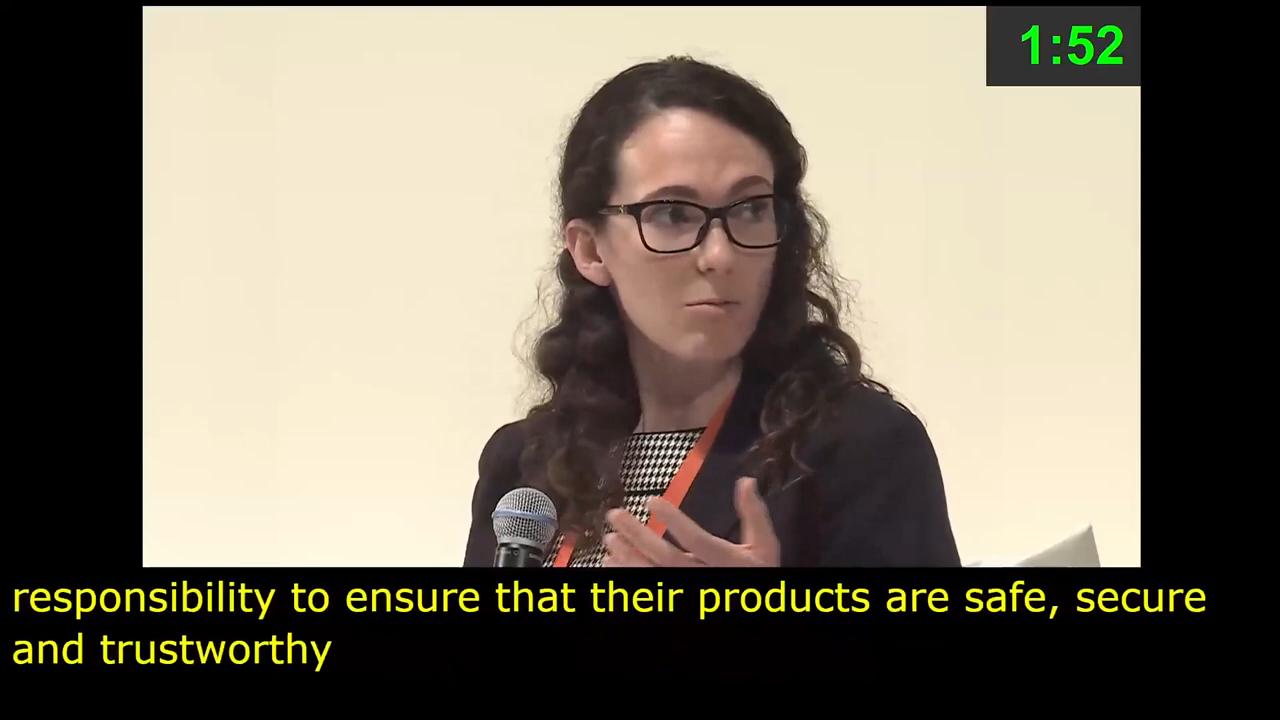 1:52
responsibility to ensure that their products are safe, secure
and trustworthy